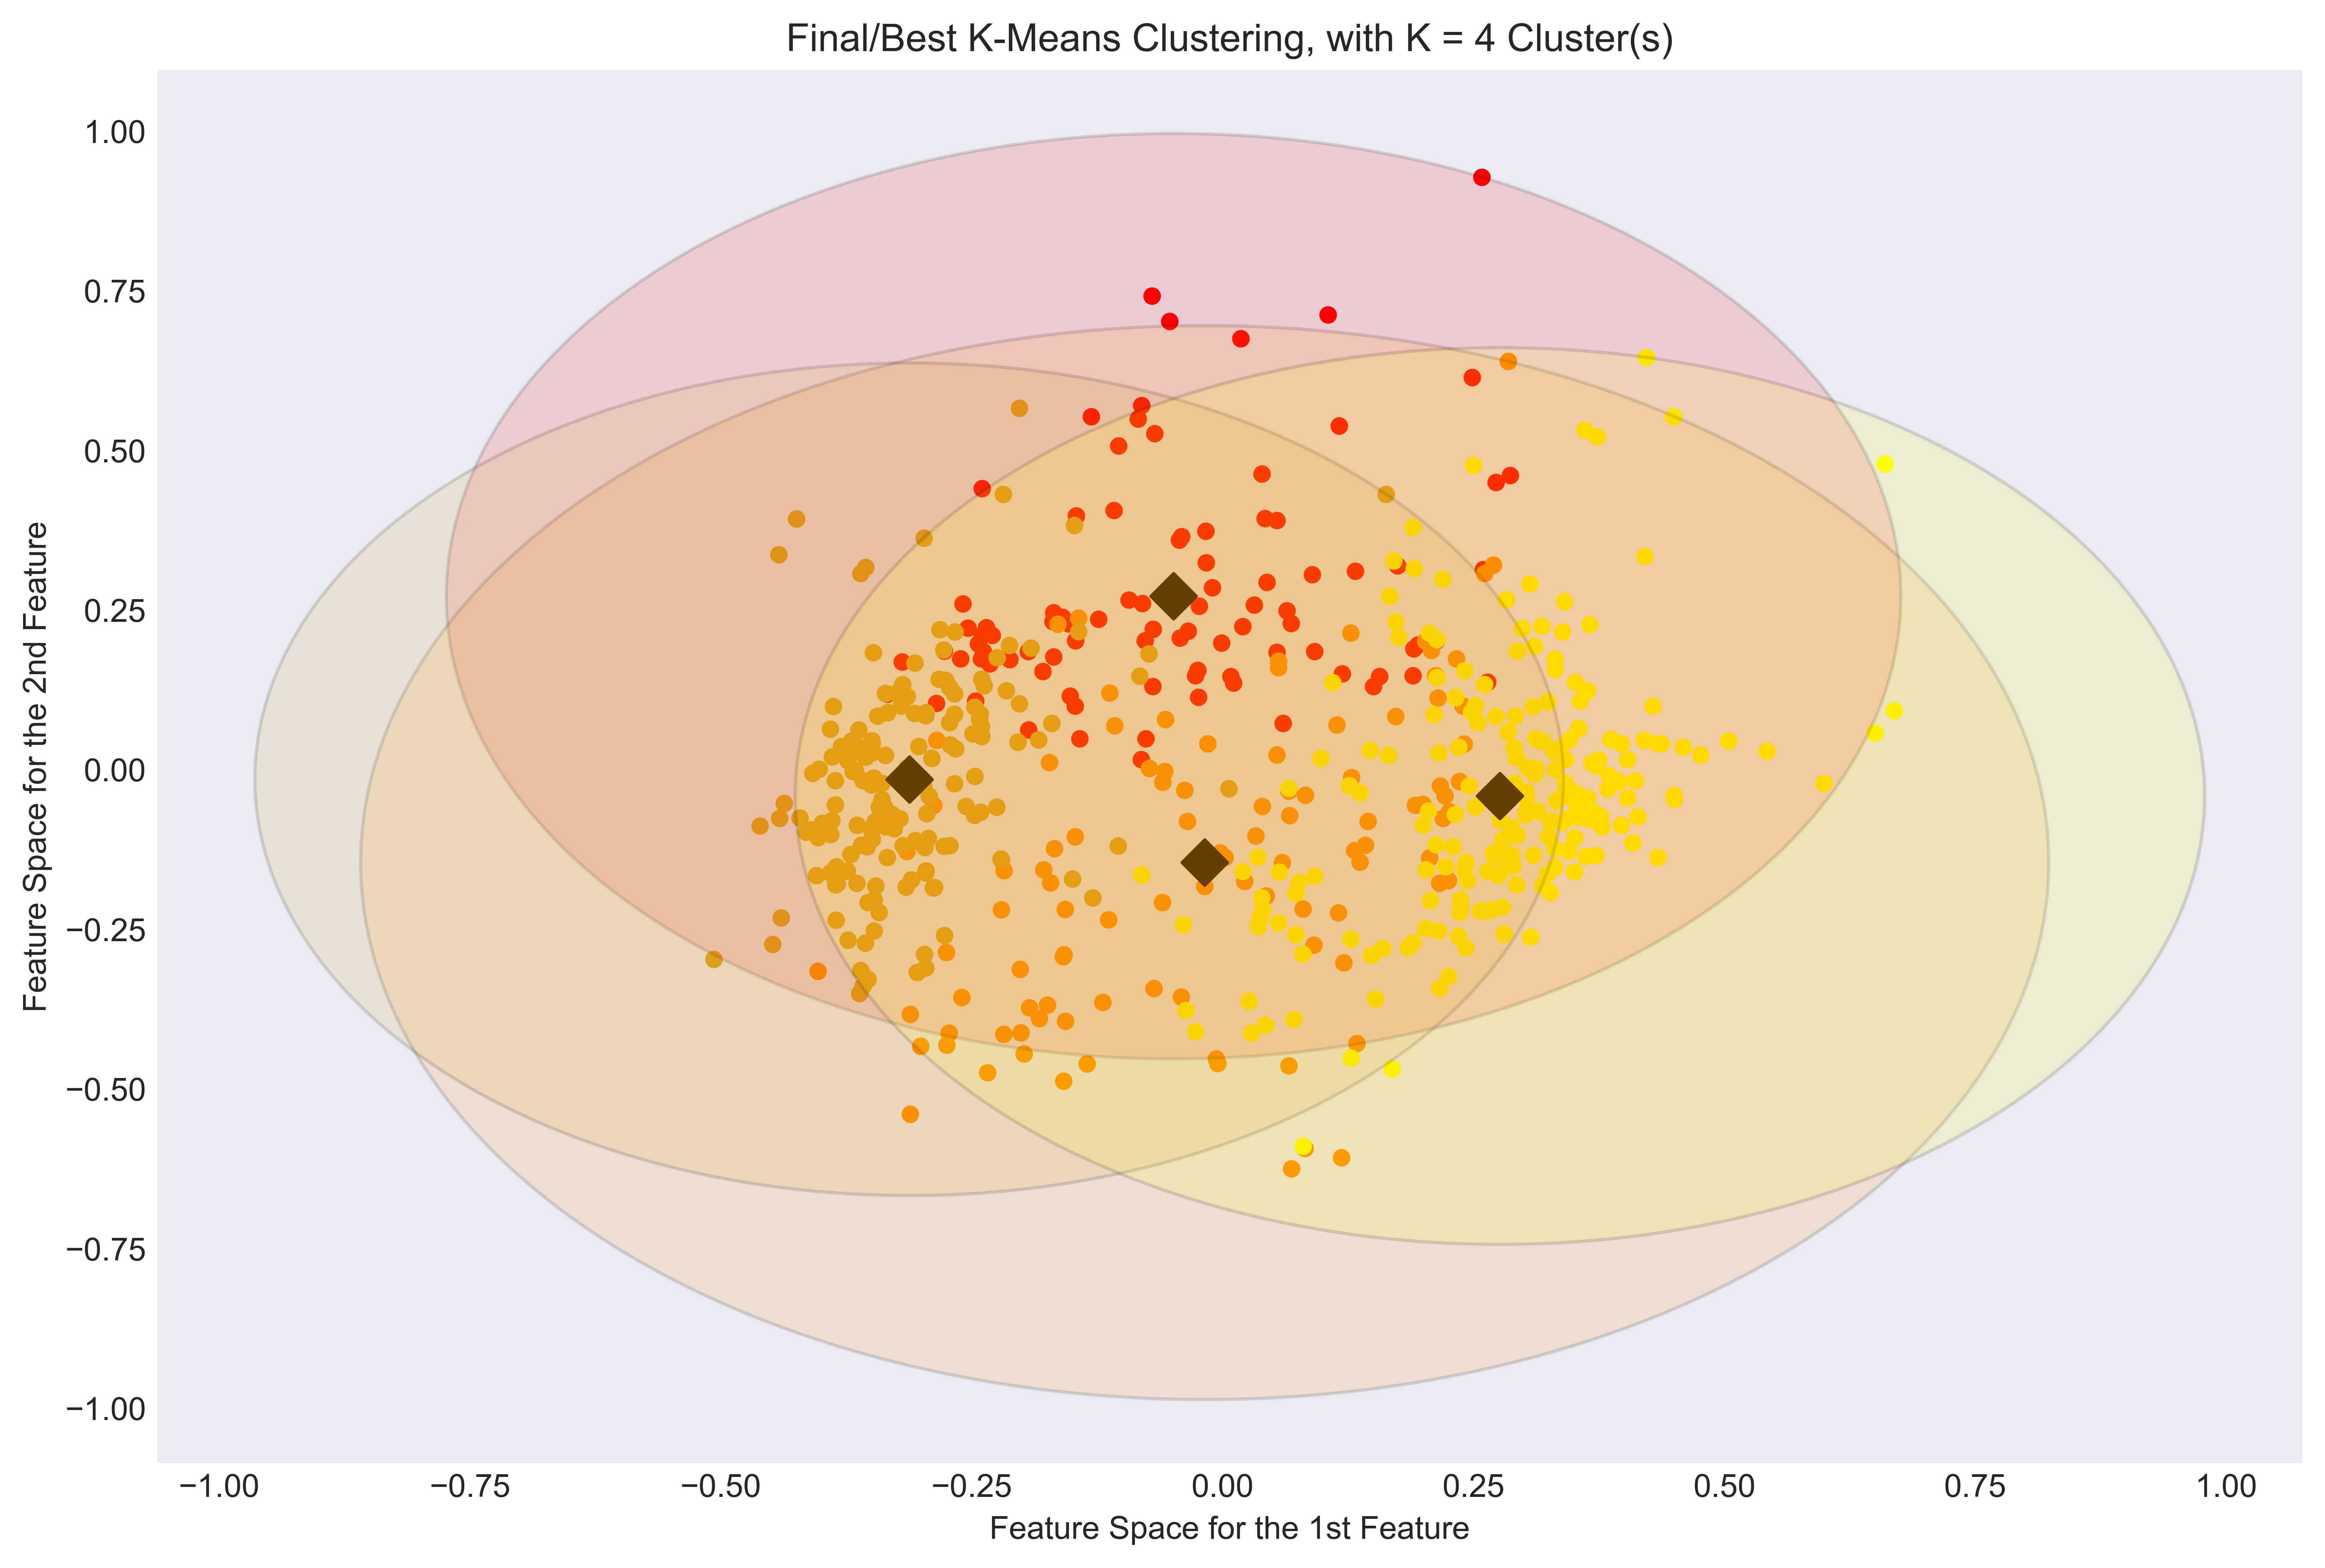 Final/Best K-Means Clustering, with K = 4 Cluster(s)
1.00
0.75
0.50
0.25
0.00
−0.25
−0.50
−0.75
−1.00
Feature Space for the 2nd Feature
−1.00 −0.75 −0.50 −0.25 0.00 0.25 0.50 0.75 1.00
Feature Space for the 1st Feature